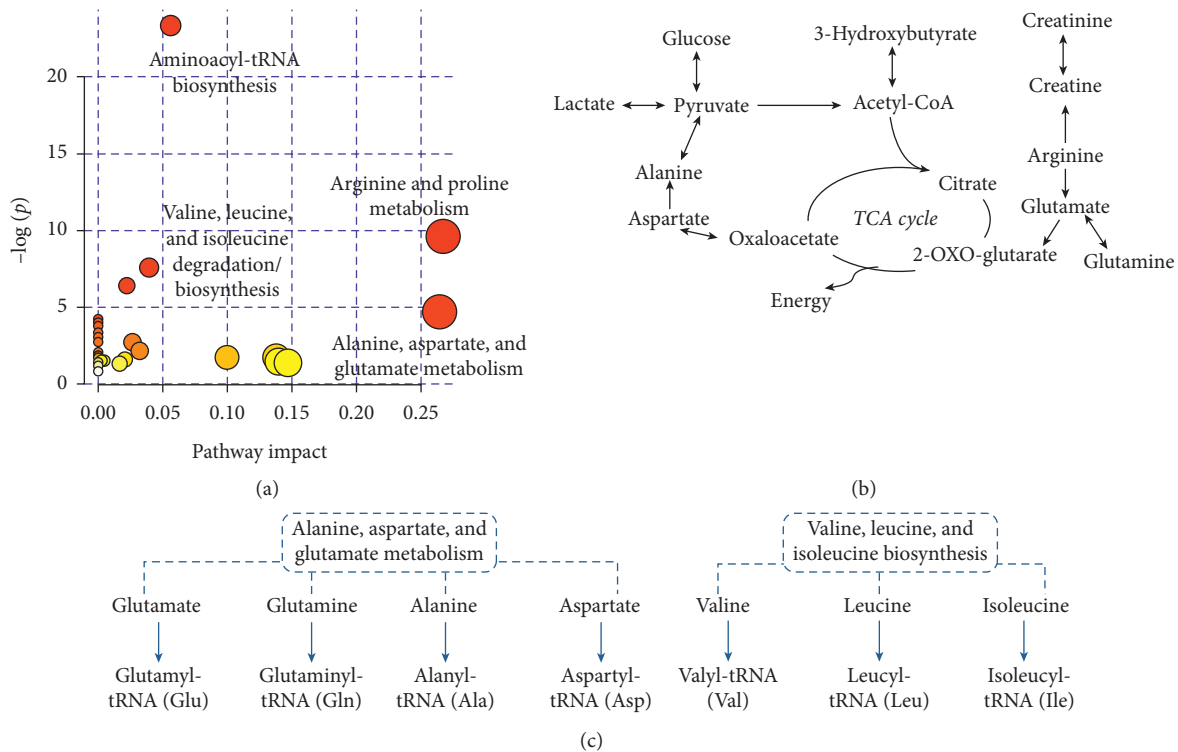 20
15
10
5
0
–log (p)
0.00 0.05 0.10 0.15 0.20 0.25
Pathway impact
Aminoacyl-tRNA
biosynthesis
Arginine and proline
metabolism
Valine, leucine,
and isoleucine
degradation/
biosynthesis
Alanine, aspartate, and
glutamate metabolism
(a)
Glucose
3-Hydroxybutyrate
Creatinine
Lactate
Pyruvate
Acetyl-CoA
Creatine
Alanine
Arginine
Citrate
Aspartate
Glutamate
TCA cycle
Oxaloacetate
2-OXO-glutarate
Glutamine
Energy
(b)
Alanine, aspartate, and
glutamate metabolism
Valine, leucine, and
isoleucine biosynthesis
Glutamate Glutamine Alanine Aspartate Valine Leucine Isoleucine
Glutamyl-
tRNA (Glu)
Glutaminyl-
tRNA (Gln)
Alanyl-
tRNA (Ala)
Aspartyl-
tRNA (Asp)
Valyl-tRNA
(Val)
Leucyl-
tRNA (Leu)
Isoleucyl-
tRNA (Ile)
(c)